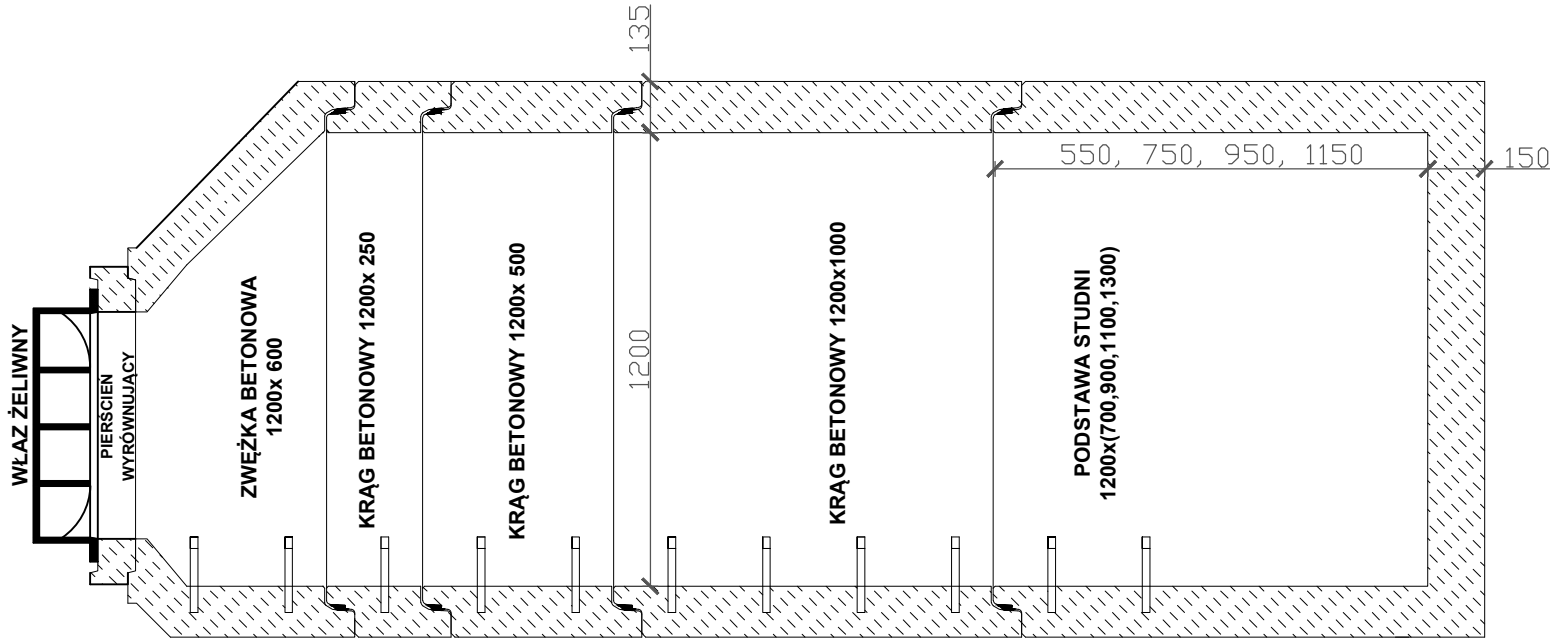 WŁAZ ŻELIWNY
PIERŚCIEN
WYRÓWNUJĄCY
ZWĘŻKA BETONOWA
1200x 600
KRĄG BETONOWY 1200x 250
KRĄG BETONOWY 1200x 500
135
1200
KRĄG BETONOWY 1200x1000
PODSTAWA STUDNI
1200x(700,900,1100,1300)
550, 750, 950, 1150
150